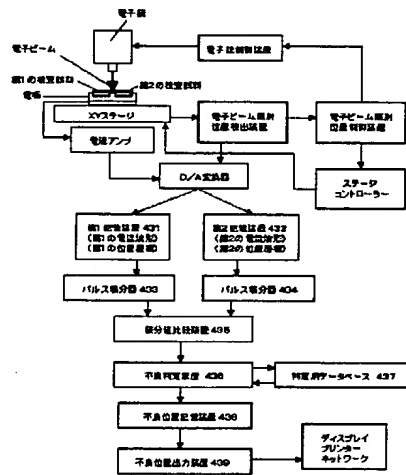 電子銃
電子ビーム
第1の検査試料
第2の検査試料
電極
XYステージ
電流アンプ
電子銃制御装置
電子ビーム照射
位置検出装置
電子ビーム照射
位置制御装置
ステージ
コントローラー
D/A変換器
第1記憶装置 431
(第1の電流波形)
(第1の位置座標)
第2記憶装置 432
(第2の電流波形)
(第2の位置座標)
パルス積分器 433
パルス積分器 434
積分値比較装置 435
不良判定装置 436
判定用データベース 437
不良位置記憶装置 438
不良位置出力装置 439
ディスプレイ
プリンター
ネットワーク